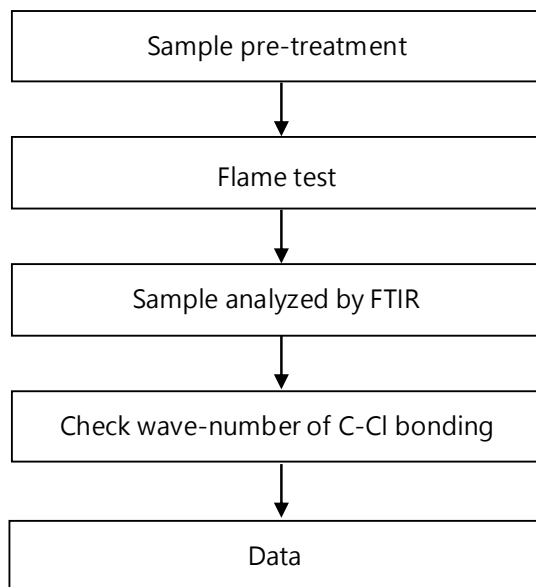 Sample pre-treatment
Flame test
Sample analyzed by FTIR
Check wave-number of C-Cl bonding
Data